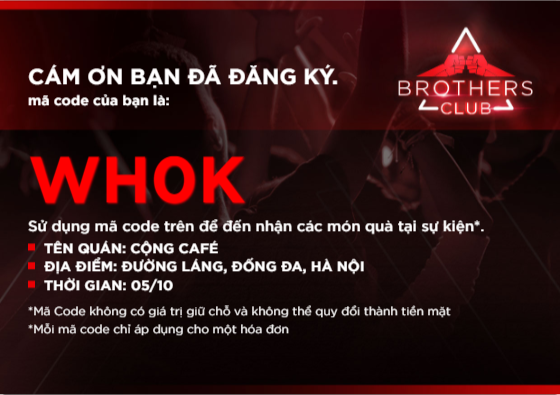 CÁM ƠN BẠN ĐÃ ĐĂNG KÝ.
mã code của bạn là:
BROTHERS
CLUB
WH0K
Sử dụng mã code trên để đến nhận các món quà tại sự kiện*.
TÊN QUÁN: CỘNG CAFÉ
ĐỊA ĐIỂM: ĐƯỜNG LÁNG, ĐỐNG ĐA, HÀ NỘI
THỜI GIAN: 05/10
*Mã Code không có giá trị giữ chỗ và không thể quy đổi thành tiền mặt
*Mỗi mã code chỉ áp dụng cho một hóa đơn